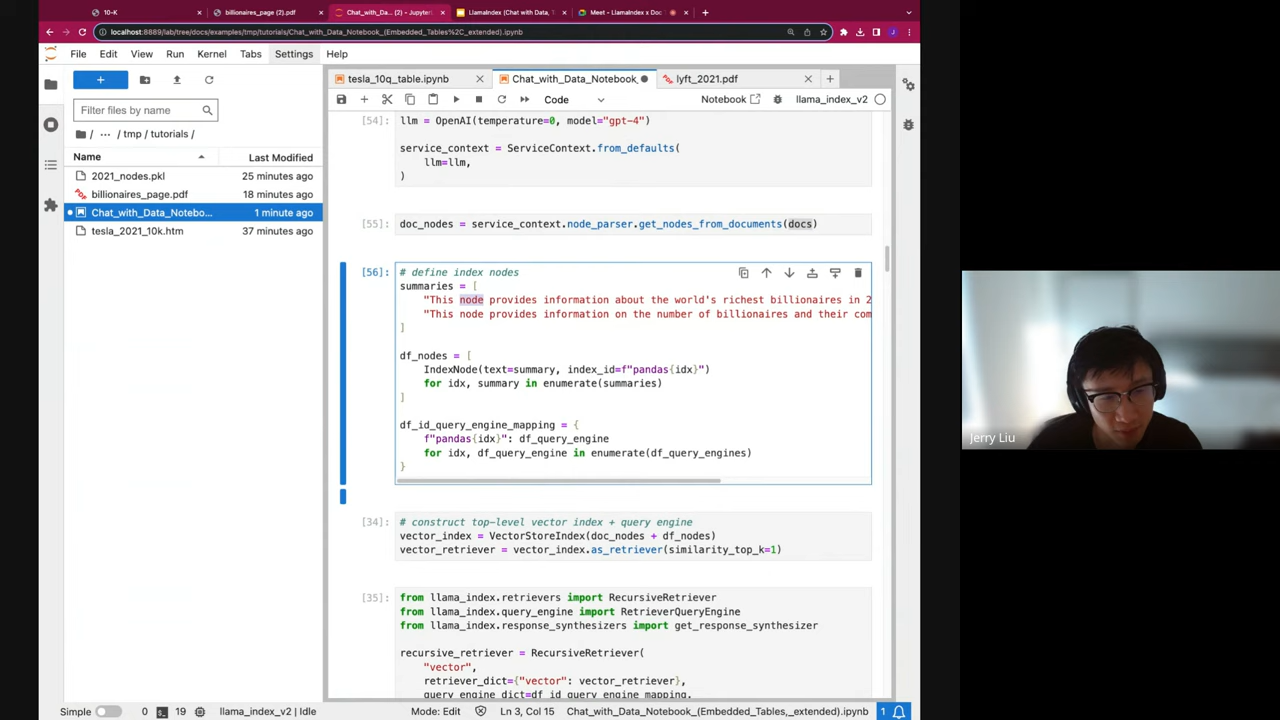 10-K
billionaires_page (2).pdf
Chat_with_Da... (2) - Jupyter
LlamaIndex (Chat with Data,
Meet - LlamaIndex x Doc
localhost:8889/lab/tree/docs/examples/tmp/tutorials/Chat_with_Data_Notebook_(Embedded_Tables%2C_extended).ipynb
File Edit View Run Kernel Tabs Settings Help
tesla_10q_table.ipynb
Chat_with_Data_Notebook_
lyft_2021.pdf
Code
Notebook
llama_index_v2
Filter files by name
/ ... / tmp / tutorials /
Name
Last Modified
2021_nodes.pkl
25 minutes ago
billionaires_page.pdf
18 minutes ago
Chat_with_Data_Notebo...
1 minute ago
tesla_2021_10k.htm
37 minutes ago
[54]:
llm = OpenAI(temperature=0, model="gpt-4")
service_context = ServiceContext.from_defaults(
llm=llm,
)
[55]:
doc_nodes = service_context.node_parser.get_nodes_from_documents(docs)
[56]:
# define index nodes
summaries = [
"This node provides information about the world's richest billionaires in 2
"This node provides information on the number of billionaires and their com
]
df_nodes = [
IndexNode(text=summary, index_id=f"pandas{idx}")
for idx, summary in enumerate(summaries)
]
df_id_query_engine_mapping = {
f"pandas{idx}": df_query_engine
for idx, df_query_engine in enumerate(df_query_engines)
}
[34]:
# construct top-level vector index + query engine
vector_index = VectorStoreIndex(doc_nodes + df_nodes)
vector_retriever = vector_index.as_retriever(similarity_top_k=1)
[35]:
from llama_index.retrievers import RecursiveRetriever
from llama_index.query_engine import RetrieverQueryEngine
from llama_index.response_synthesizers import get_response_synthesizer
recursive_retriever = RecursiveRetriever(
"vector",
retriever_dict={"vector": vector_retriever},
query_engine_dict=df_id_query_engine_mapping,
Jerry Liu
Simple
0
19
llama_index_v2 | Idle
Mode: Edit
Ln 3, Col 15
Chat_with_Data_Notebook_(Embedded_Tables,_extended).ipynb
1